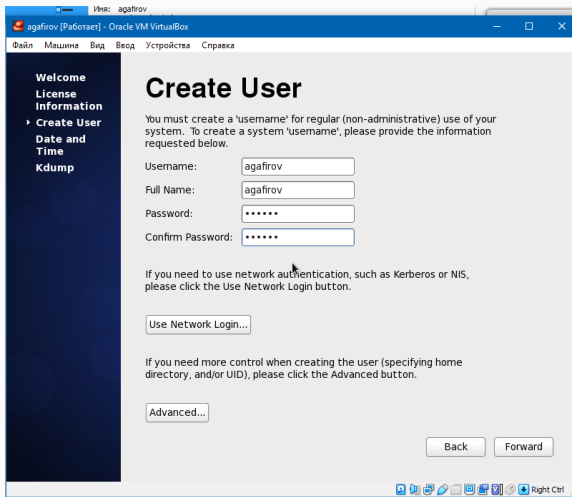 Имя: agafirov
agafirov [Работает] - Oracle VM VirtualBox
Файл Машина Вид Ввод Устройства Справка
Welcome
License
Information
Create User
Date and
Time
Kdump
Create User
You must create a 'username' for regular (non-administrative) use of your
system. To create a system 'username', please provide the information
requested below.
Username: agafirov
Full Name: agafirov
Password: ••••••
Confirm Password: ••••••
If you need to use network authentication, such as Kerberos or NIS,
please click the Use Network Login button.
Use Network Login...
If you need more control when creating the user (specifying home
directory, and/or UID), please click the Advanced button.
Advanced...
Back Forward
Right Ctrl